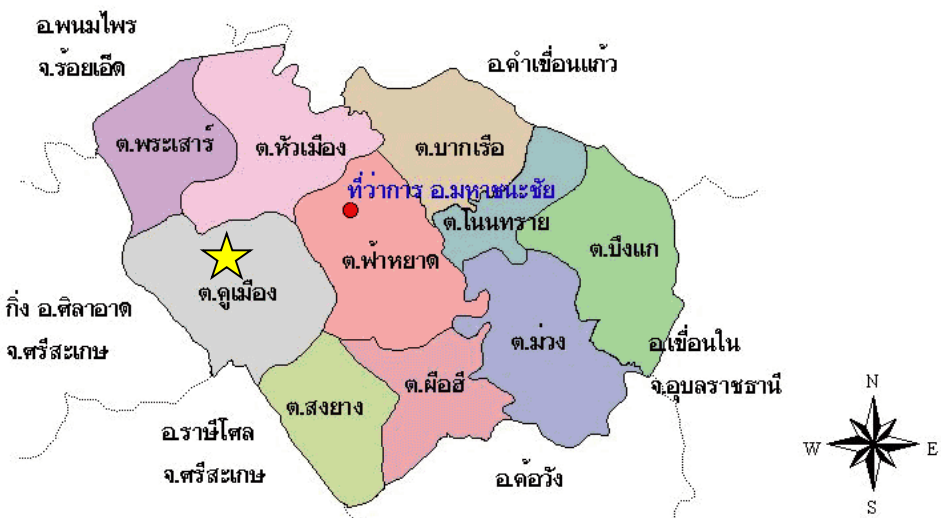 อ.พนมไพร
จ.ร้อยเอ็ด
อ.คำเขื่อนแก้ว
ต.พระเสาร์
ต.หัวเมือง
ต.บากเรือ
ที่ว่าการ อ.มหาชนะชัย
ต.โนนทราย
ต.บึงแก
ต.ฟ้าหยาด
ต.คูเมือง
กิ่ง อ.ศิลาลาด
จ.ศรีสะเกษ
ต.ม่วง
อ.เขื่อนใน
จ.อุบลราชธานี
ต.ผือฮี
ต.สงยาง
อ.ราษีไศล
จ.ศรีสะเกษ
อ.ค้อวัง
N
W
E
S